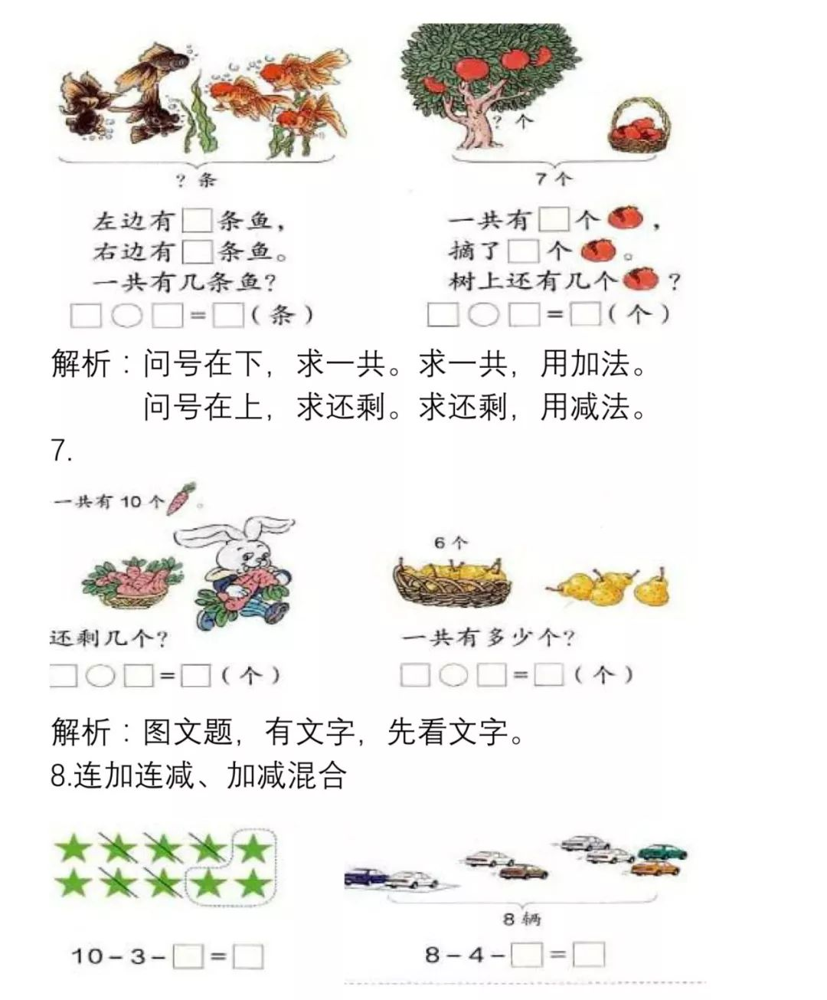 ? 条
? 个
7 个
左边有□条鱼，
右边有□条鱼。
一共有几条鱼?
□○□=□(条)
一共有□个，
摘了□个。
树上还有几个?
□○□=□(个)
解析：问号在下，求一共。求一共，用加法。
问号在上，求还剩。求还剩，用减法。
7.
一共有10个。
还剩几个?
□○□=□(个)
6个
一共有多少个?
□○□=□(个)
解析：图文题，有文字，先看文字。
8.连加连减、加减混合
10-3-□=□
8辆
8-4-□=□